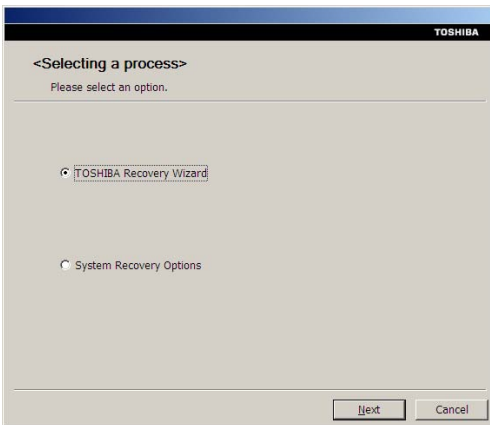 TOSHIBA
<Selecting a process>
Please select an option.
TOSHIBA Recovery Wizard
System Recovery Options
Next
Cancel